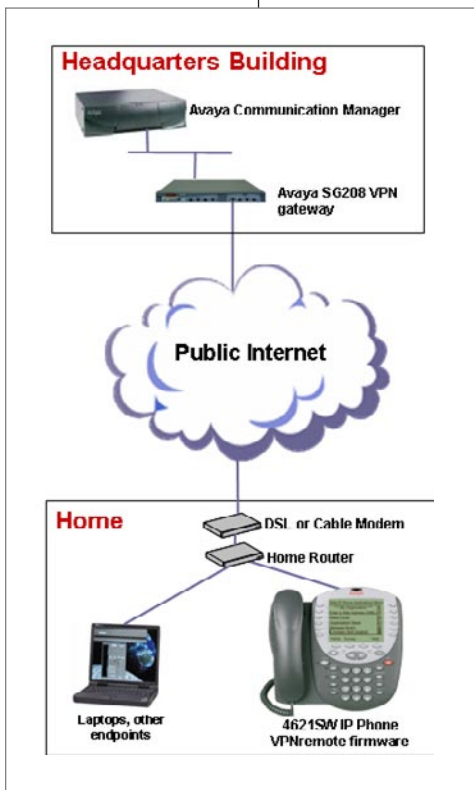 Headquarters Building
Avaya Communication Manager
Avaya SG208 VPN
gateway
Public Internet
Home
DSL or Cable Modem
Home Router
Laptops, other
endpoints
4621SW IP Phone
VPNremote firmware